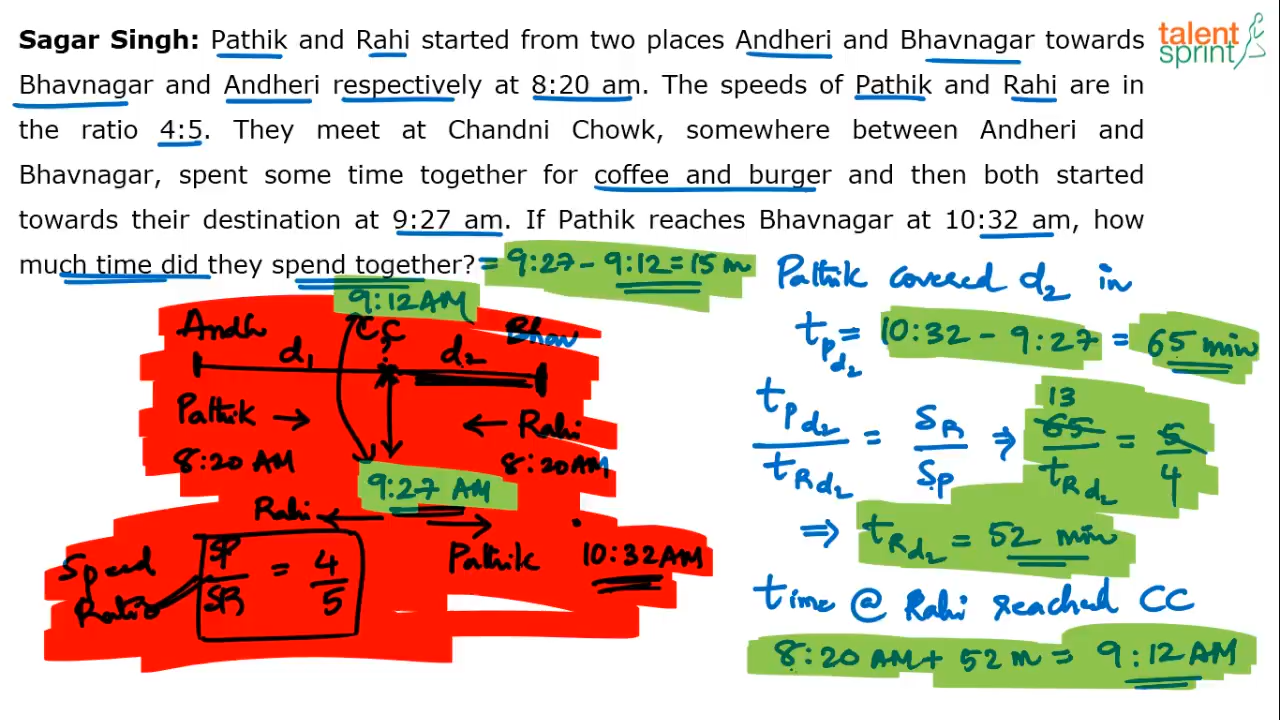 Sagar Singh: Pathik and Rahi started from two places Andheri and Bhavnagar towards
Bhavnagar and Andheri respectively at 8:20 am. The speeds of Pathik and Rahi are in
the ratio 4:5. They meet at Chandni Chowk, somewhere between Andheri and
Bhavnagar, spent some time together for coffee and burger and then both started
towards their destination at 9:27 am. If Pathik reaches Bhavnagar at 10:32 am, how
much time did they spend together? = 9:27 - 9:12 = 15 m
talent
sprint
9:12 AM
Andh CC Bhav
d1 d2
Pathik → ← Rahi
8:20 AM 8:20 AM
9:27 AM
Rahi ← → Pathik 10:32 AM
Speed Ratio SP/SR = 4/5
Pathik covered d2 in
tPd2 = 10:32 - 9:27 = 65 min
tPd2/tRd2 = SR/SP ⇒ 65/tRd2 = 5/4
13
⇒ tRd2 = 52 min
time @ Rahi reached CC
8:20 AM + 52 m = 9:12 AM